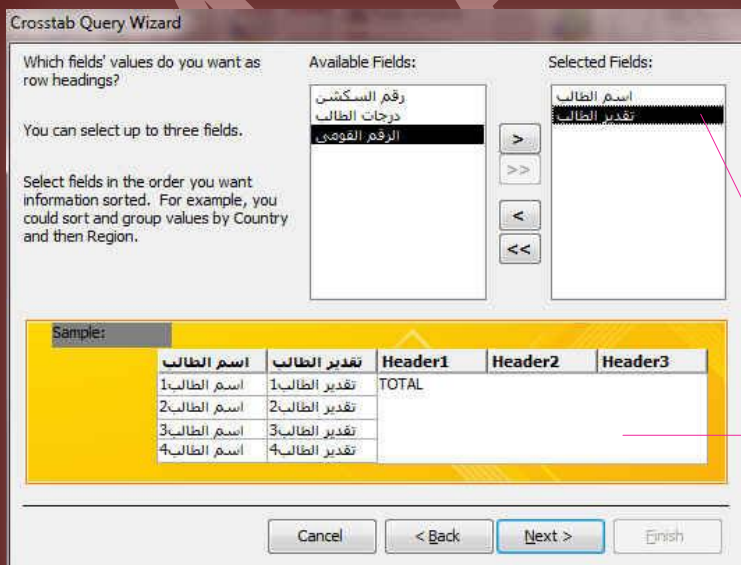 Crosstab Query Wizard
Which fields' values do you want as
row headings?
You can select up to three fields.
Select fields in the order you want
information sorted. For example, you
could sort and group values by Country
and then Region.
Available Fields:
رقم السكشن
درجات الطالب
الرقم القومى
>
>>
<
<<
Selected Fields:
اسم الطالب
تقدير الطالب
Sample:
اسم الطالب تقدير الطالب Header1 Header2 Header3
اسم الطالب1 تقدير الطالب1 TOTAL
اسم الطالب2 تقدير الطالب2
اسم الطالب3 تقدير الطالب3
اسم الطالب4 تقدير الطالب4
Cancel < Back Next > Finish